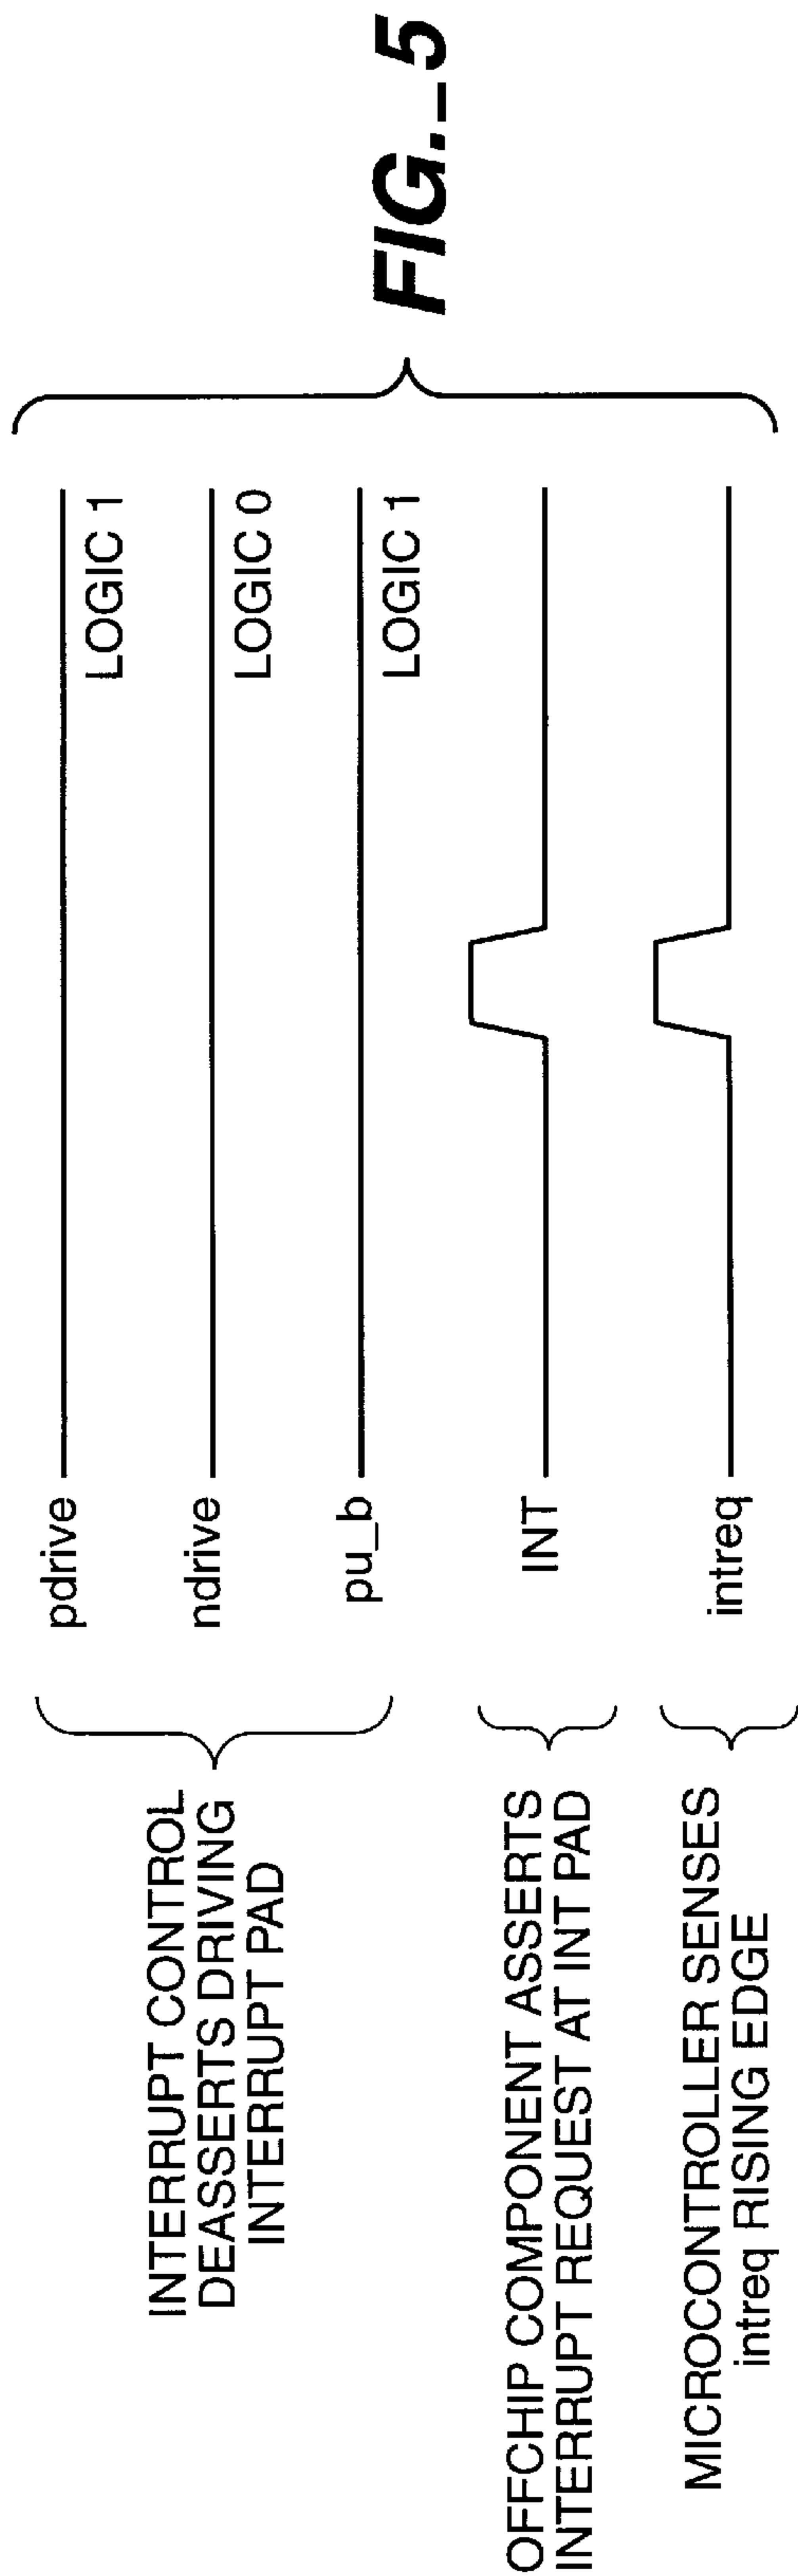 INTERRUPT CONTROL
DEASSERTS DRIVING
INTERRUPT PAD
pdrive
LOGIC 1
ndrive
LOGIC 0
pu_b
LOGIC 1
OFFCHIP COMPONENT ASSERTS
INTERRUPT REQUEST AT INT PAD
INT
MICROCONTROLLER SENSES
intreq RISING EDGE
intreq
FIG._5